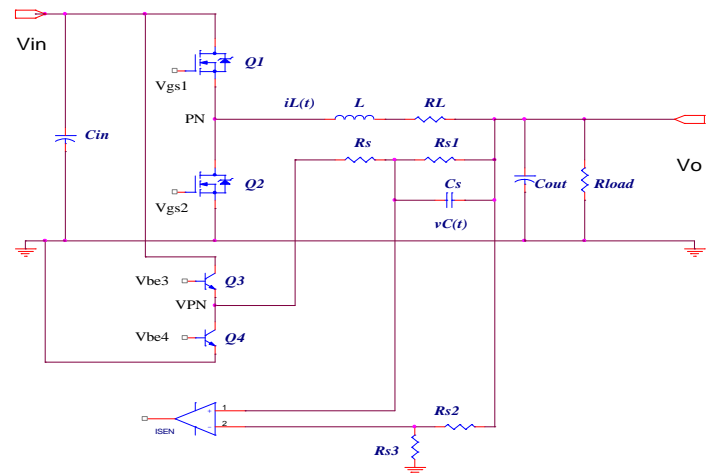 Vin
Q1
Vgs1
iL(t)
L
RL
PN
Cin
Rs
Rs1
Vo
Q2
Cs
Cout
Rload
Vgs2
vC(t)
Vbe3
Q3
VPN
Vbe4
Q4
+
1
-
2
ISEN
Rs2
Rs3